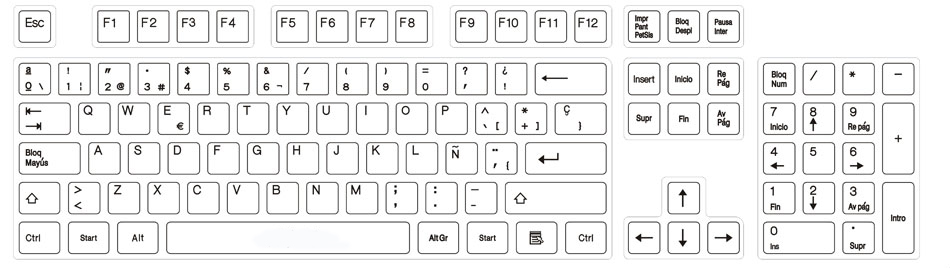 Esc F1 F2 F3 F4 F5 F6 F7 F8 F9 F10 F11 F12
Impr
Pant
PetSis
Bloq
Despl
Pausa
Inter
ª ! " · $ % & / ( ) = ? ¿
º \ 1 ¦ 2 @ 3 # 4 5 6 ¬ 7 8 9 0 ' ! ←
Insert Inicio Re
Pág
Bloq
Num / * −
⇤ Q W E R T Y U I O P ^ * Ç
⇥ € ` [ + ] }
Supr Fin Av
Pág
7 8 9 +
Inicio ↑ Re pág
Bloq
Mayús
A S D F G H J K L Ñ ¨ ↵
´ {
4 5 6
← →
⇧ > Z X C V B N M ; : – ⇧
< , . -
↑
1 2 3 Intro
Fin ↓ Av pág
Ctrl Start Alt AltGr Start Ctrl
← ↓ →
0 .
Ins Supr